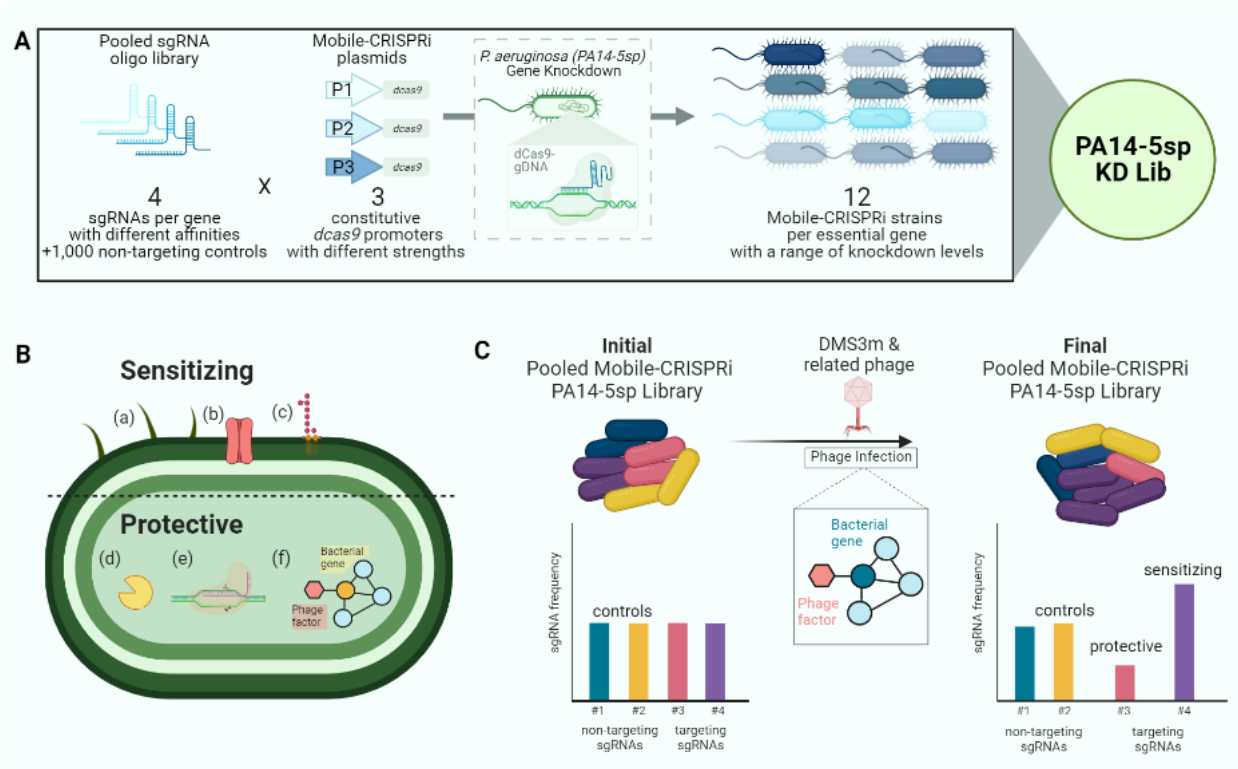 A
Pooled sgRNA
oligo library
4
sgRNAs per gene
with different affinities
+1,000 non-targeting controls
X
Mobile-CRISPRi
plasmids
P1
dcas9
P2
dcas9
P3
dcas9
3
constitutive
dcas9 promoters
with different strengths
P. aeruginosa (PA14-5sp)
Gene Knockdown
dCas9-
gDNA
12
Mobile-CRISPRi strains
per essential gene
with a range of knockdown levels
PA14-5sp
KD Lib
B
Sensitizing
(a)
(b)
(c)
Protective
(d)
(e)
(f)
Bacterial
gene
Phage
factor
C
Initial
Pooled Mobile-CRISPRi
PA14-5sp Library
DMS3m &
related phage
Phage Infection
Bacterial
gene
Phage
factor
Final
Pooled Mobile-CRISPRi
PA14-5sp Library
sgRNA frequency
controls
#1
#2
#3
#4
non-targeting
sgRNAs
targeting
sgRNAs
sgRNA frequency
controls
protective
sensitizing
#1
#2
#3
#4
non-targeting
sgRNAs
targeting
sgRNAs